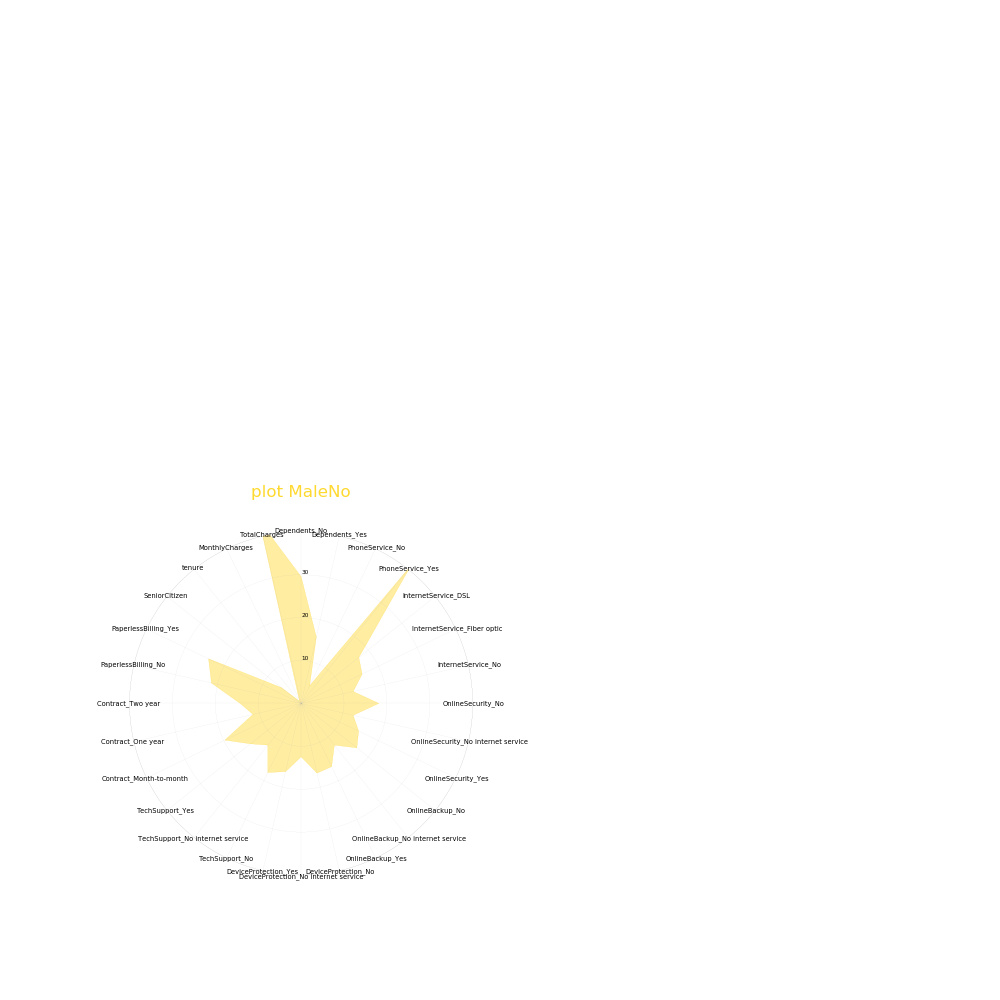 plot MaleNo
Dependents_No
TotalCharges
Dependents_Yes
MonthlyCharges
PhoneService_No
tenure
PhoneService_Yes
30
SeniorCitizen
InternetService_DSL
20
PaperlessBilling_Yes
InternetService_Fiber optic
10
PaperlessBilling_No
InternetService_No
Contract_Two year
OnlineSecurity_No
Contract_One year
OnlineSecurity_No internet service
Contract_Month-to-month
OnlineSecurity_Yes
TechSupport_Yes
OnlineBackup_No
TechSupport_No internet service
OnlineBackup_No internet service
TechSupport_No
OnlineBackup_Yes
DeviceProtection_Yes
DeviceProtection_No
DeviceProtection_No internet service